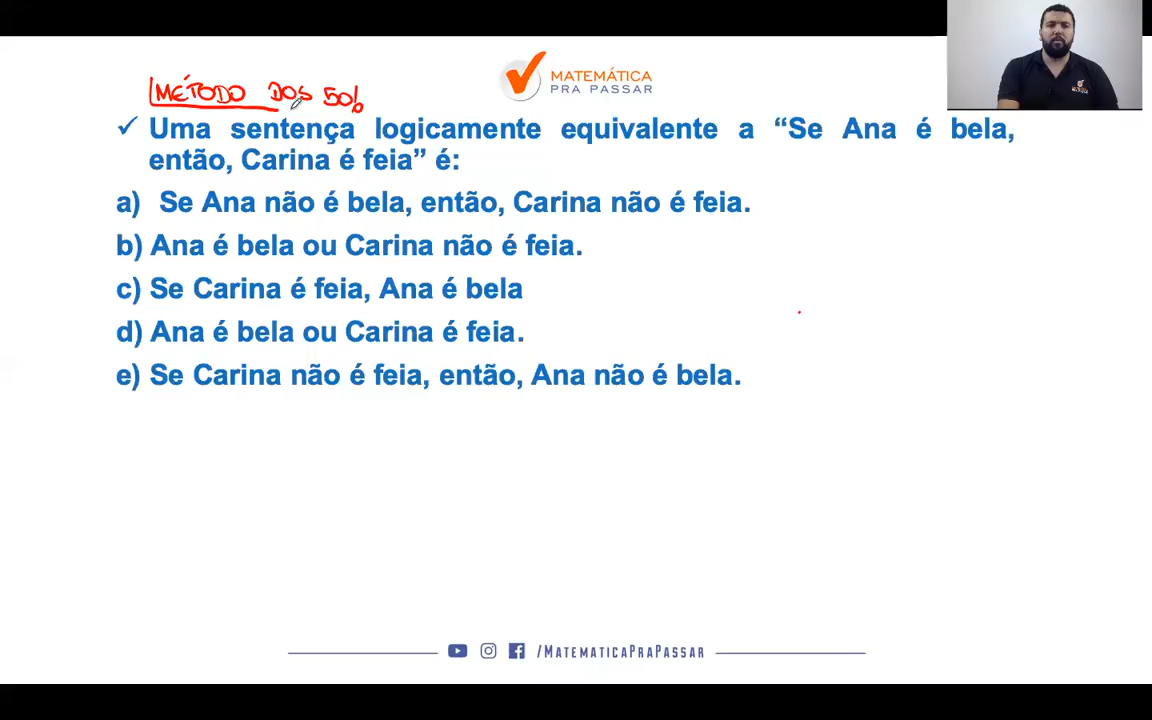 MATEMÁTICA
PRA PASSAR
MÉTODO DOS 50%
Uma sentença logicamente equivalente a “Se Ana é bela,
então, Carina é feia” é:
a) Se Ana não é bela, então, Carina não é feia.
b) Ana é bela ou Carina não é feia.
c) Se Carina é feia, Ana é bela
d) Ana é bela ou Carina é feia.
e) Se Carina não é feia, então, Ana não é bela.
/MATEMATICAPRAPASSAR